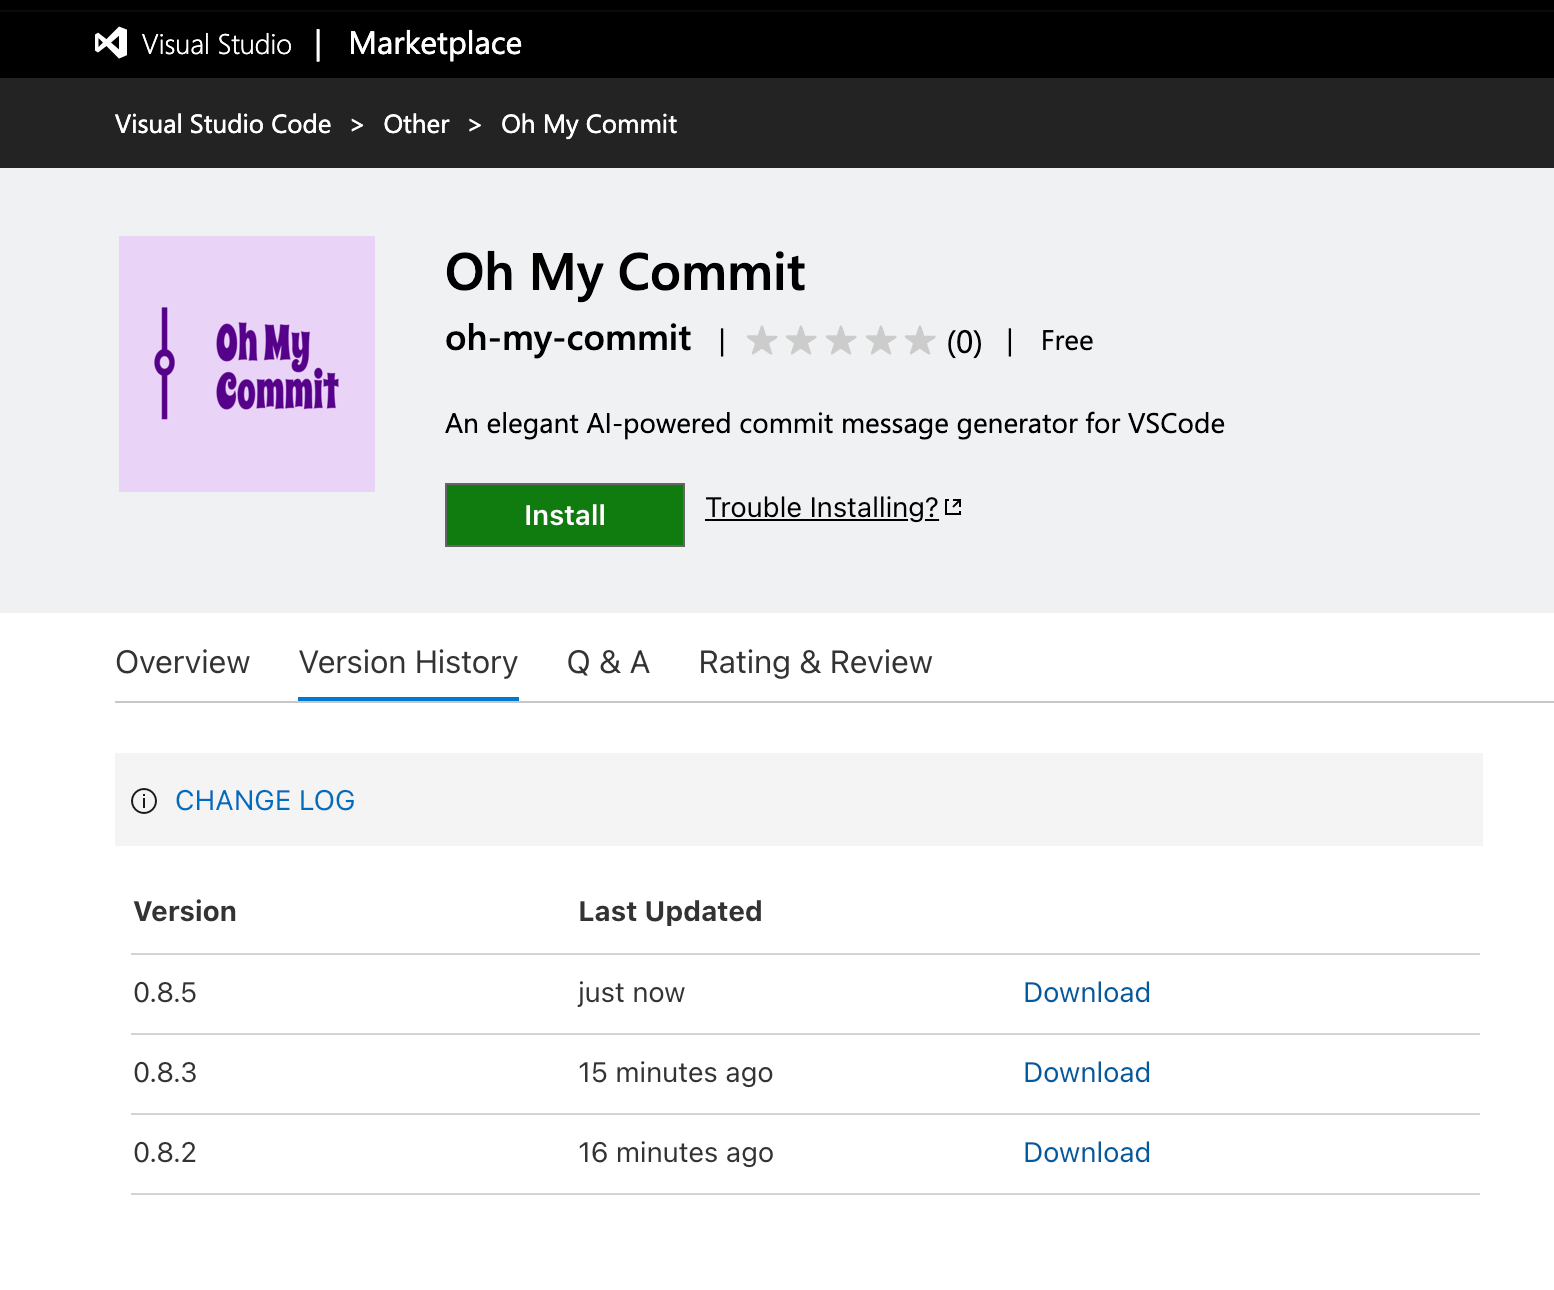 Visual Studio | Marketplace
Visual Studio Code > Other > Oh My Commit
Oh My
Commit
Oh My Commit
oh-my-commit | (0) | Free
An elegant AI-powered commit message generator for VSCode
Install Trouble Installing?
Overview Version History Q & A Rating & Review
CHANGE LOG
Version Last Updated
0.8.5 just now Download
0.8.3 15 minutes ago Download
0.8.2 16 minutes ago Download